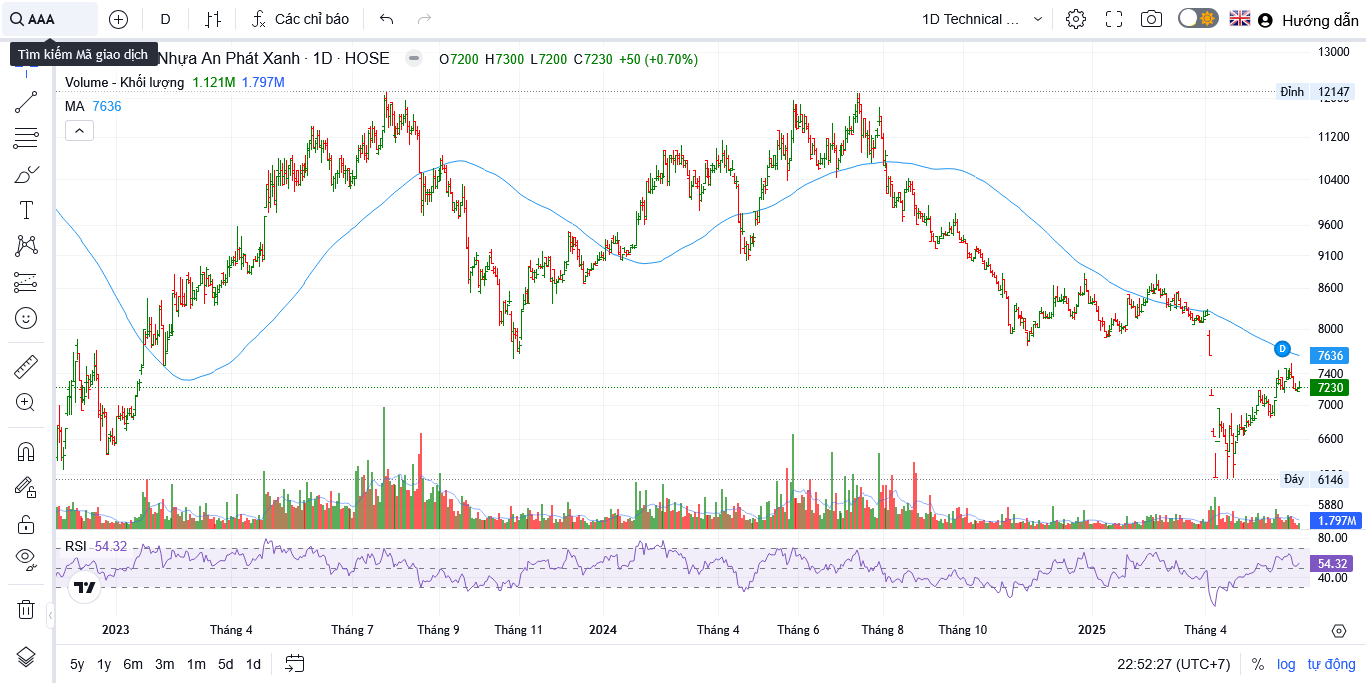 AAA D Các chỉ báo 1D Technical ... Hướng dẫn
Tìm kiếm Mã giao dịch
Nhựa An Phát Xanh · 1D · HOSE O7200 H7300 L7200 C7230 +50 (+0.70%)
Volume - Khối lượng 1.121M 1.797M
MA 7636
13000
Đỉnh 12147
11200
10400
9600
9100
8600
8000
D
7636
7400
7230
7000
6600
Đáy 6146
5880
1.797M
RSI 54.32
80.00
54.32
40.00
2023 Tháng 4 Tháng 7 Tháng 9 Tháng 11 2024 Tháng 4 Tháng 6 Tháng 8 Tháng 10 2025 Tháng 4
5y 1y 6m 3m 1m 5d 1d 22:52:27 (UTC+7) % log tự động